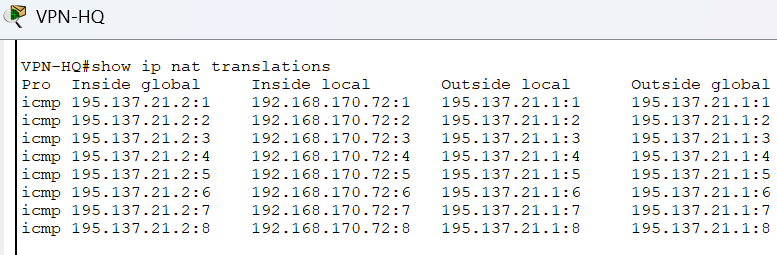 VPN-HQ
VPN-HQ#show ip nat translations
Pro  Inside global     Inside local       Outside local      Outside global
icmp 195.137.21.2:1    192.168.170.72:1   195.137.21.1:1     195.137.21.1:1
icmp 195.137.21.2:2    192.168.170.72:2   195.137.21.1:2     195.137.21.1:2
icmp 195.137.21.2:3    192.168.170.72:3   195.137.21.1:3     195.137.21.1:3
icmp 195.137.21.2:4    192.168.170.72:4   195.137.21.1:4     195.137.21.1:4
icmp 195.137.21.2:5    192.168.170.72:5   195.137.21.1:5     195.137.21.1:5
icmp 195.137.21.2:6    192.168.170.72:6   195.137.21.1:6     195.137.21.1:6
icmp 195.137.21.2:7    192.168.170.72:7   195.137.21.1:7     195.137.21.1:7
icmp 195.137.21.2:8    192.168.170.72:8   195.137.21.1:8     195.137.21.1:8